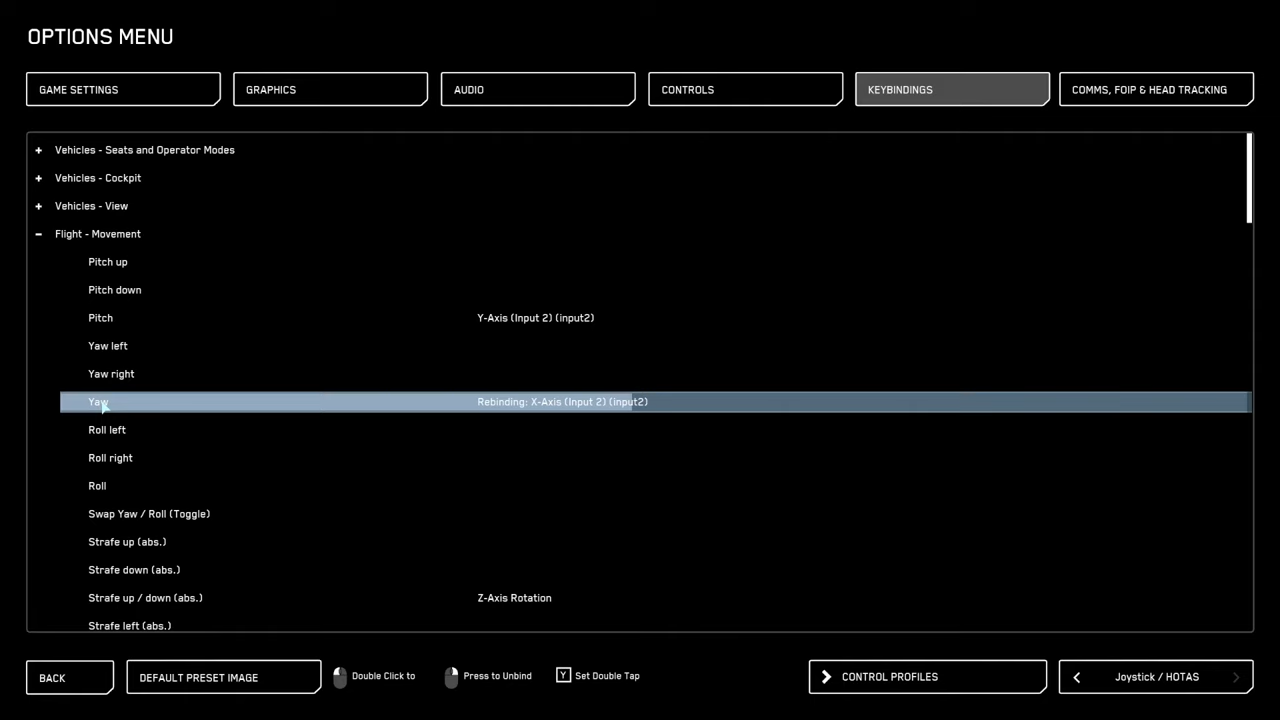 OPTIONS MENU
GAME SETTINGS
GRAPHICS
AUDIO
CONTROLS
KEYBINDINGS
COMMS, FOIP & HEAD TRACKING
+ Vehicles - Seats and Operator Modes
+ Vehicles - Cockpit
+ Vehicles - View
- Flight - Movement
Pitch up
Pitch down
Pitch Y-Axis (Input 2) (input2)
Yaw left
Yaw right
Yaw Rebinding: X-Axis (Input 2) (input2)
Roll left
Roll right
Roll
Swap Yaw / Roll (Toggle)
Strafe up (abs.)
Strafe down (abs.)
Strafe up / down (abs.) Z-Axis Rotation
Strafe left (abs.)
BACK
DEFAULT PRESET IMAGE
Double Click to
Press to Unbind
Y Set Double Tap
CONTROL PROFILES
Joystick / HOTAS